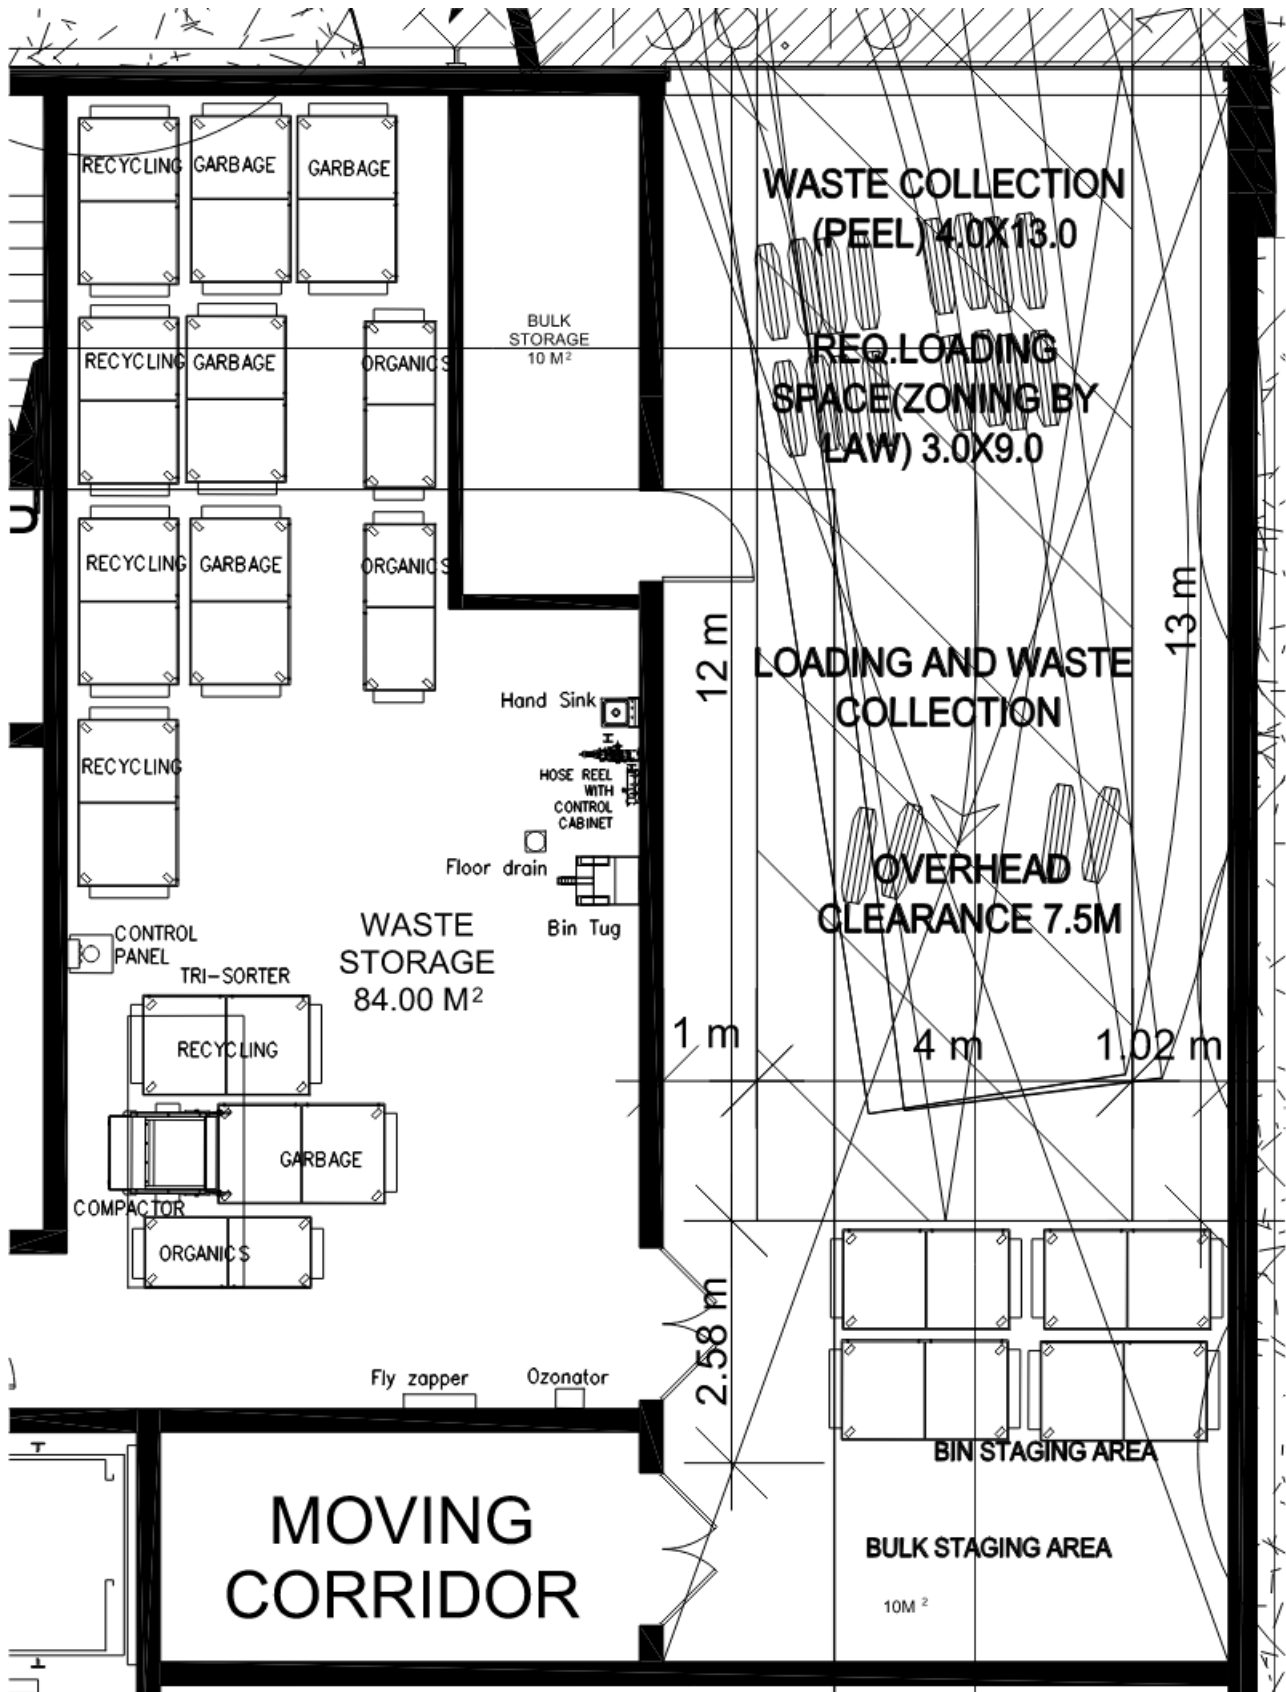 RECYCLING
GARBAGE
GARBAGE
RECYCLING
GARBAGE
ORGANICS
RECYCLING
GARBAGE
ORGANICS
RECYCLING
BULK
STORAGE
10 M²
WASTE COLLECTION
(PEEL) 4.0X13.0
REQ.LOADING
SPACE(ZONING BY
LAW) 3.0X9.0
12 m
13 m
LOADING AND WASTE
COLLECTION
Hand Sink
HOSE REEL
WITH
CONTROL
CABINET
Floor drain
Bin Tug
OVERHEAD
CLEARANCE 7.5M
CONTROL
PANEL
WASTE
STORAGE
84.00 M²
TRI-SORTER
RECYCLING
GARBAGE
COMPACTOR
ORGANICS
1 m
4 m
1.02 m
2.58 m
Fly zapper
Ozonator
BIN STAGING AREA
MOVING
CORRIDOR
BULK STAGING AREA
10M ²